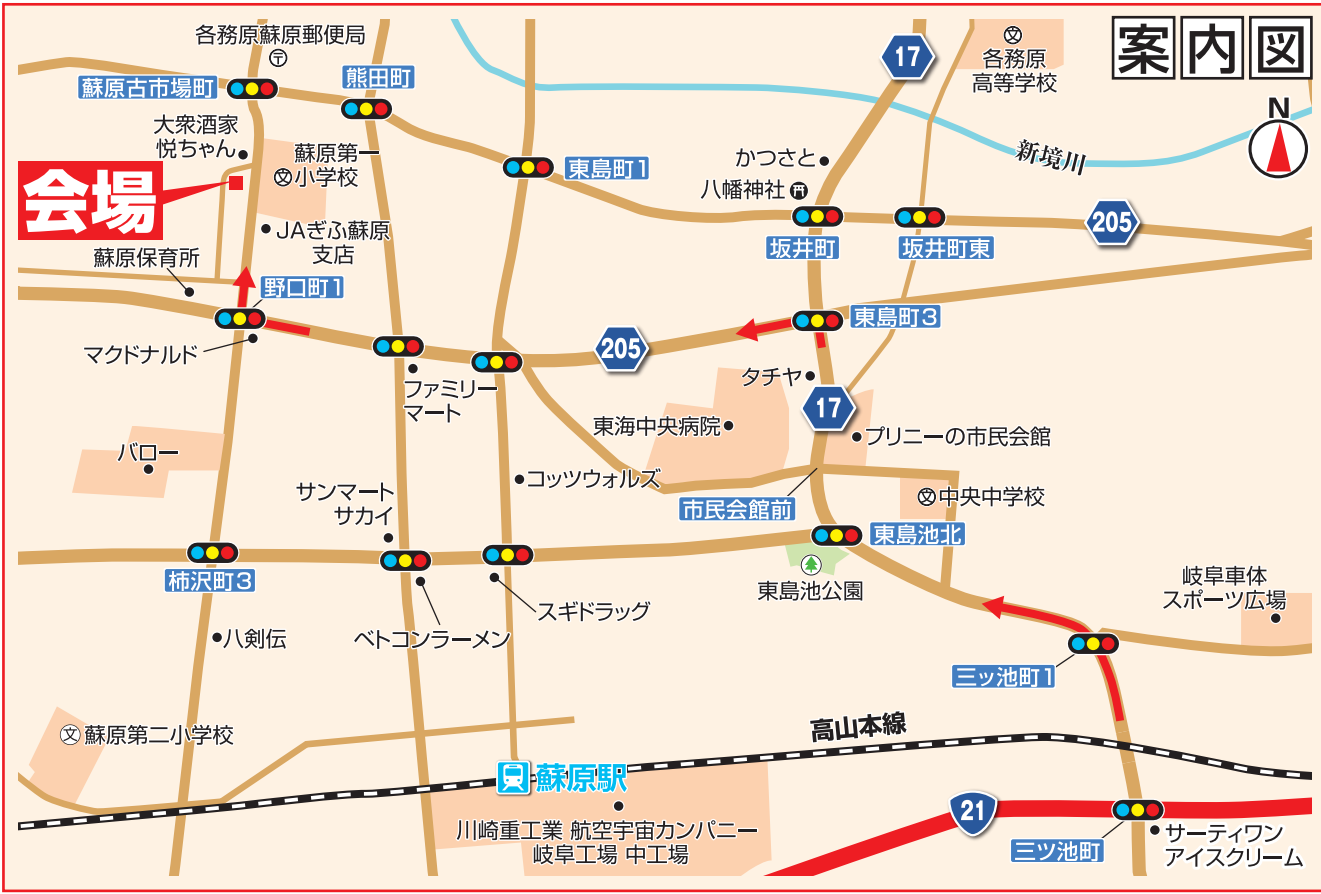 案内図
N
各務原蘇原郵便局
〒
熊田町
17
文
各務原
高等学校
蘇原古市場町
大衆酒家
悦ちゃん
蘇原第一
文小学校
東島町1
かつさと
八幡神社
新境川
会場
JAぎふ蘇原
支店
坂井町
坂井町東
205
蘇原保育所
野口町1
東島町3
マクドナルド
205
ファミリー
マート
タチヤ
17
東海中央病院
プリニーの市民会館
バロー
コッツウォルズ
サンマート
サカイ
市民会館前
文中央中学校
東島池北
柿沢町3
東島池公園
岐阜車体
スポーツ広場
スギドラッグ
八剣伝
ベトコンラーメン
三ッ池町1
文 蘇原第二小学校
高山本線
蘇原駅
川崎重工業 航空宇宙カンパニー
岐阜工場 中工場
21
三ツ池町
サーティワン
アイスクリーム